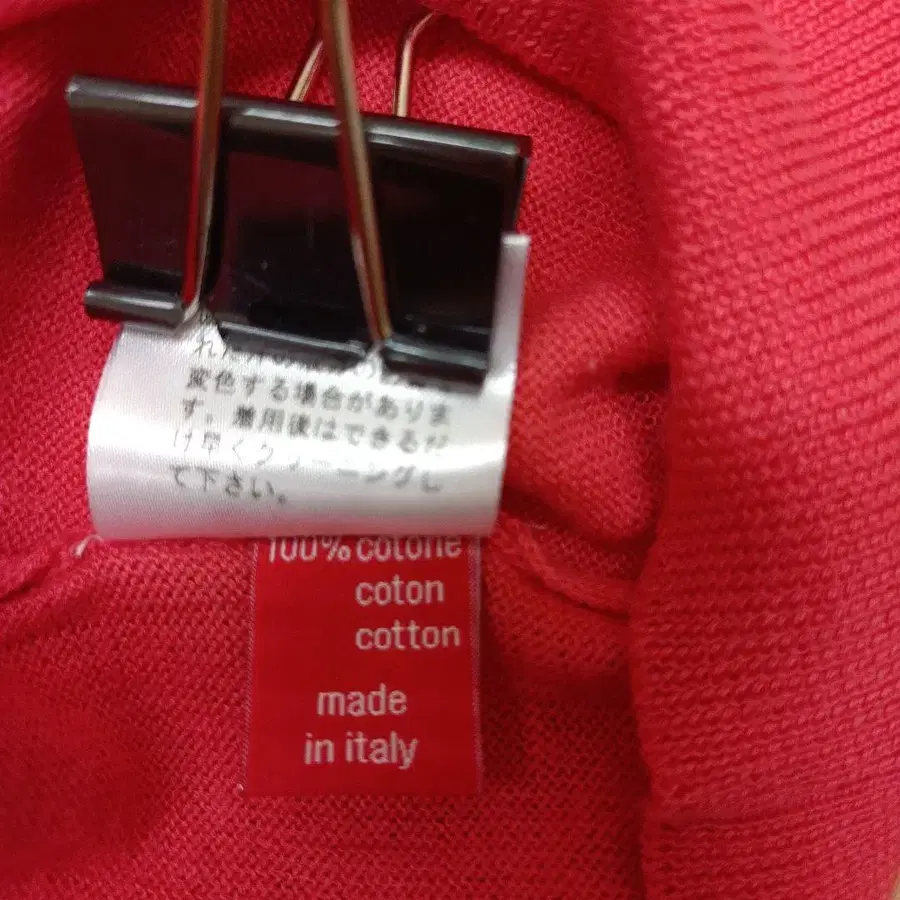 変色する場合がありま
す。着用後はできるだ
け早くクリーニングし
て下さい。
100% cotone
coton
cotton
made
in italy